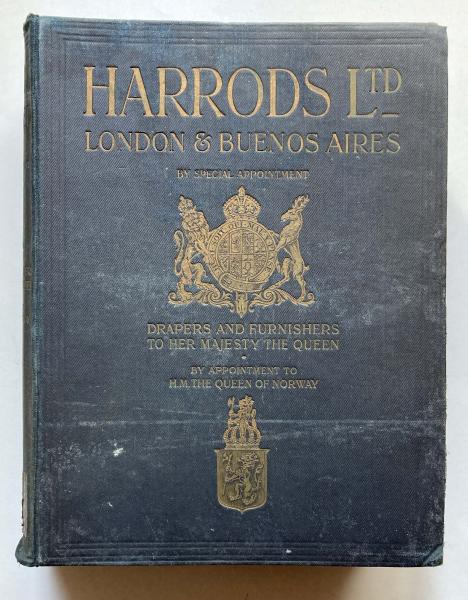 HARRODS LTD
LONDON & BUENOS AIRES
BY SPECIAL APPOINTMENT
DRAPERS AND FURNISHERS
TO HER MAJESTY THE QUEEN
BY APPOINTMENT TO
H.M. THE QUEEN OF NORWAY